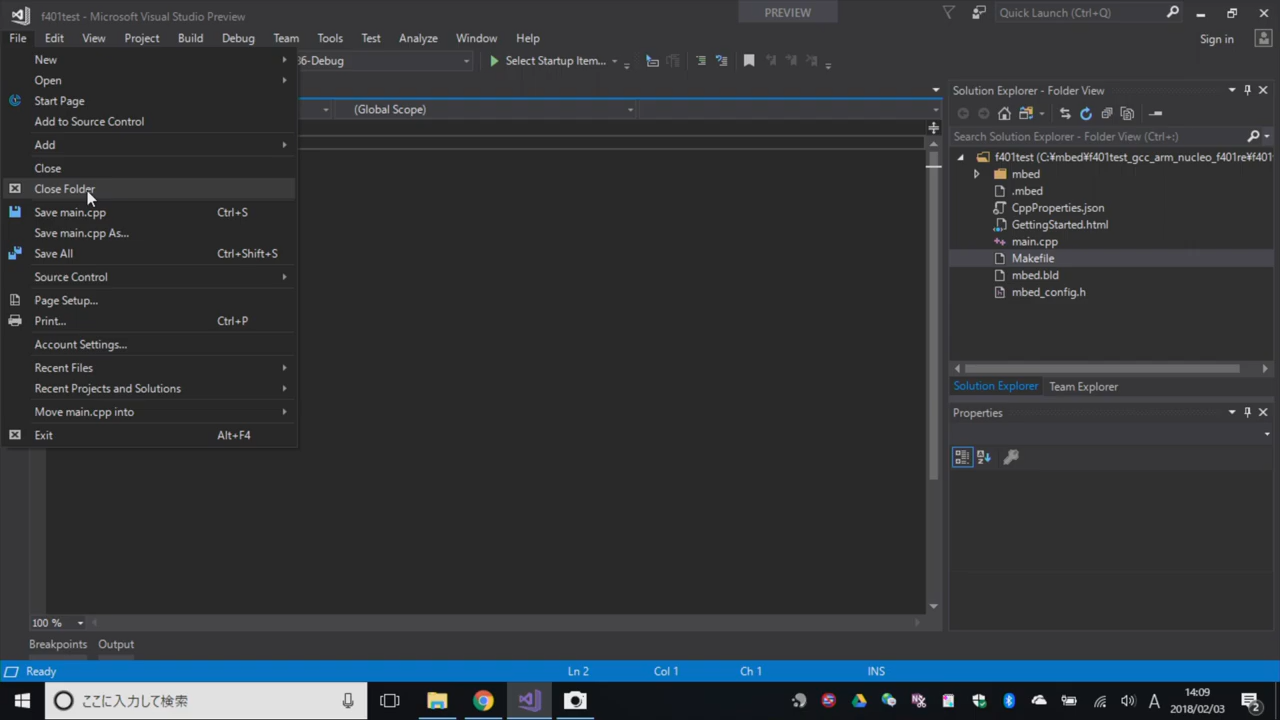 f401test - Microsoft Visual Studio Preview
PREVIEW
Quick Launch (Ctrl+Q)
File Edit View Project Build Debug Team Tools Test Analyze Window Help
Sign in
New
Open
Start Page
Add to Source Control
Add
Close
Close Folder
Save main.cpp Ctrl+S
Save main.cpp As...
Save All Ctrl+Shift+S
Source Control
Page Setup...
Print... Ctrl+P
Account Settings...
Recent Files
Recent Projects and Solutions
Move main.cpp into
Exit Alt+F4
86-Debug
Select Startup Item...
(Global Scope)
Solution Explorer - Folder View
Search Solution Explorer - Folder View (Ctrl+:)
f401test (C:¥mbed¥f401test_gcc_arm_nucleo_f401re¥f401
mbed
.mbed
CppProperties.json
GettingStarted.html
main.cpp
Makefile
mbed.bld
mbed_config.h
Solution Explorer Team Explorer
Properties
100 %
Breakpoints Output
Ready Ln 2 Col 1 Ch 1 INS
ここに入力して検索
A
14:09
2018/02/03
2